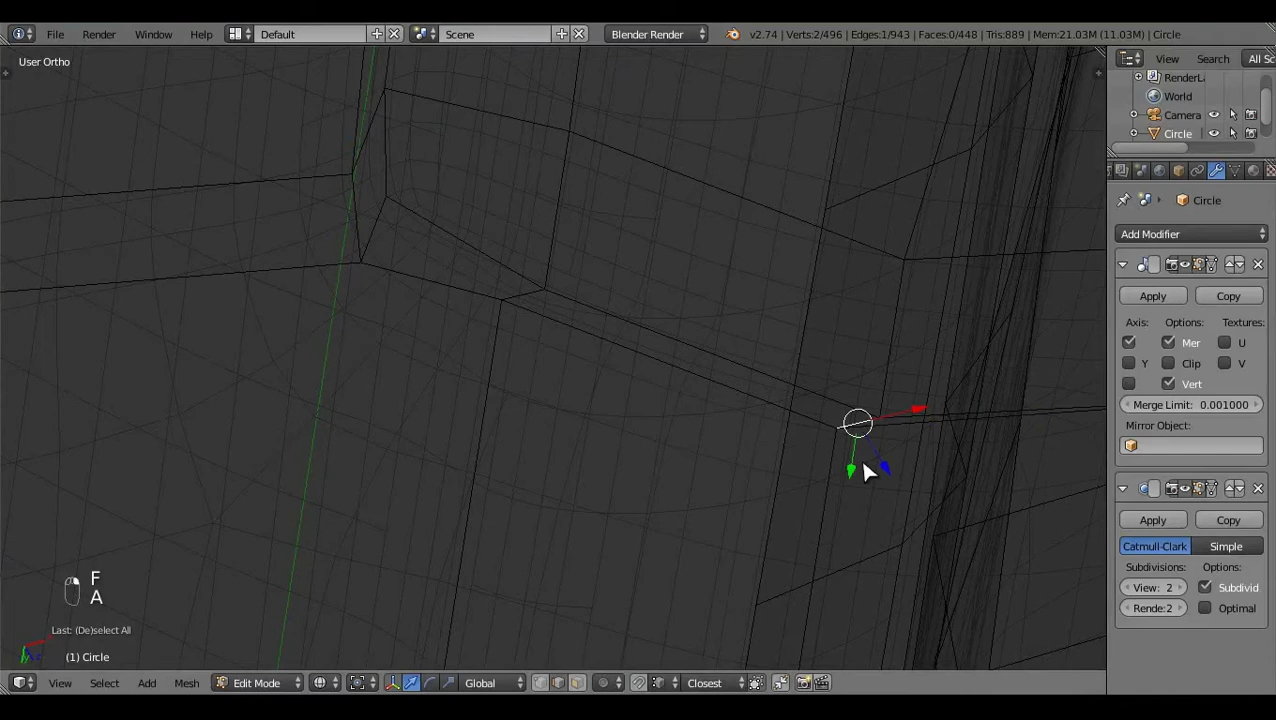 File Render Window Help Default Scene Blender Render v2.74 | Verts:2/496 | Edges:1/943 | Faces:0/448 | Tris:889 | Mem:21.03M (11.03M) | Circle
User Ortho
View Search All Sc
RenderL
World
Camera
Circle
Circle
Add Modifier
Apply Copy
Axis: Options: Textures:
Mer U
Y Clip V
Vert
Merge Limit: 0.001000
Mirror Object:
Apply Copy
Catmull-Clark Simple
Subdivisions: Options:
View: 2 Subdivid
Rende:2 Optimal
F
A
Last: (De)select All
(1) Circle
View Select Add Mesh Edit Mode Global Closest